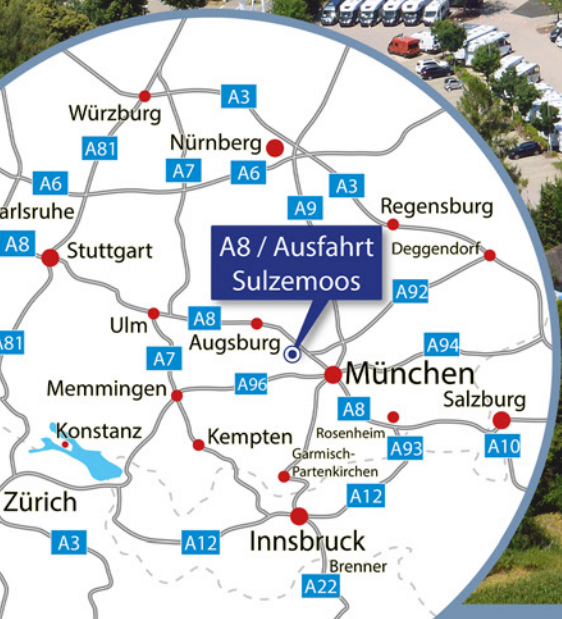 A3
Würzburg
A81
Nürnberg
A7
A6
A6
A3
arlsruhe
A9
Regensburg
A8
Stuttgart
A8 / Ausfahrt
Sulzemoos
Deggendorf
A92
Ulm
A8
Augsburg
A94
A81
A7
München
Memmingen
A96
Salzburg
A8
Konstanz
Kempten
Rosenheim
A93
A10
Garmisch-
Partenkirchen
Zürich
A12
A3
A12
Innsbruck
Brenner
A22